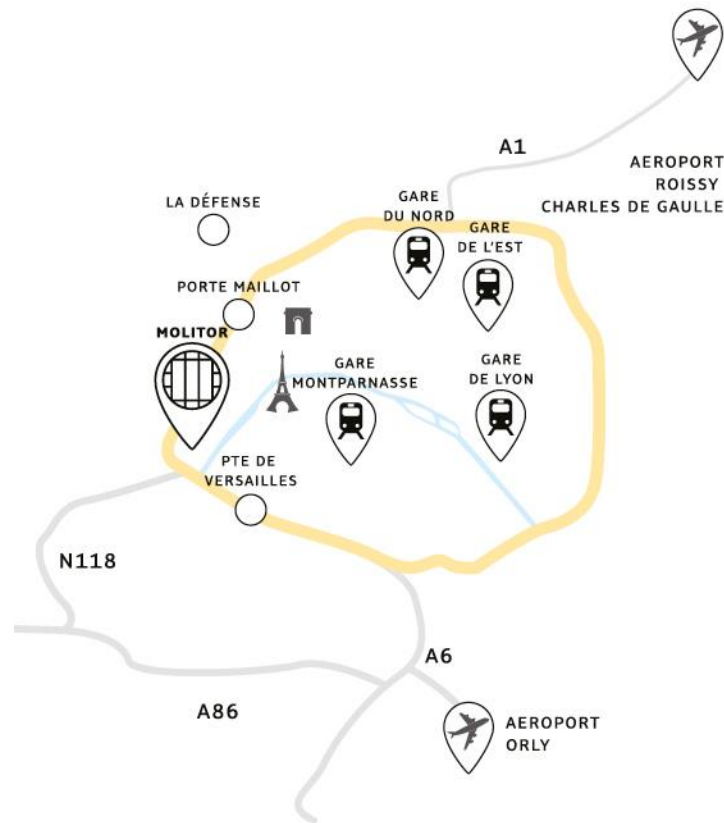 A1
AEROPORT
ROISSY
CHARLES DE GAULLE
LA DÉFENSE
GARE
DU NORD
GARE
DE L'EST
PORTE MAILLOT
MOLITOR
GARE
MONTPARNASSE
GARE
DE LYON
PTE DE
VERSAILLES
N118
A6
A86
AEROPORT
ORLY